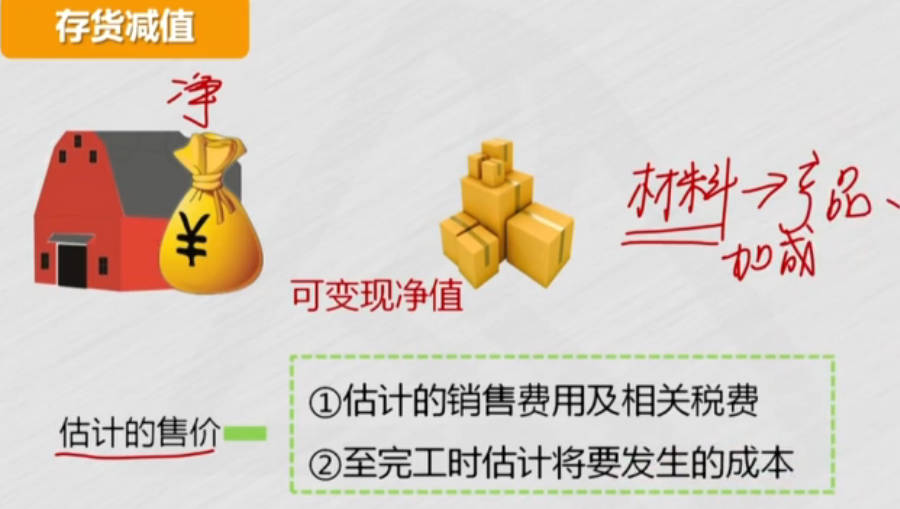 存货减值
净
¥
材料→产品、
加成
可变现净值
①估计的销售费用及相关税费
估计的售价
②至完工时估计将要发生的成本